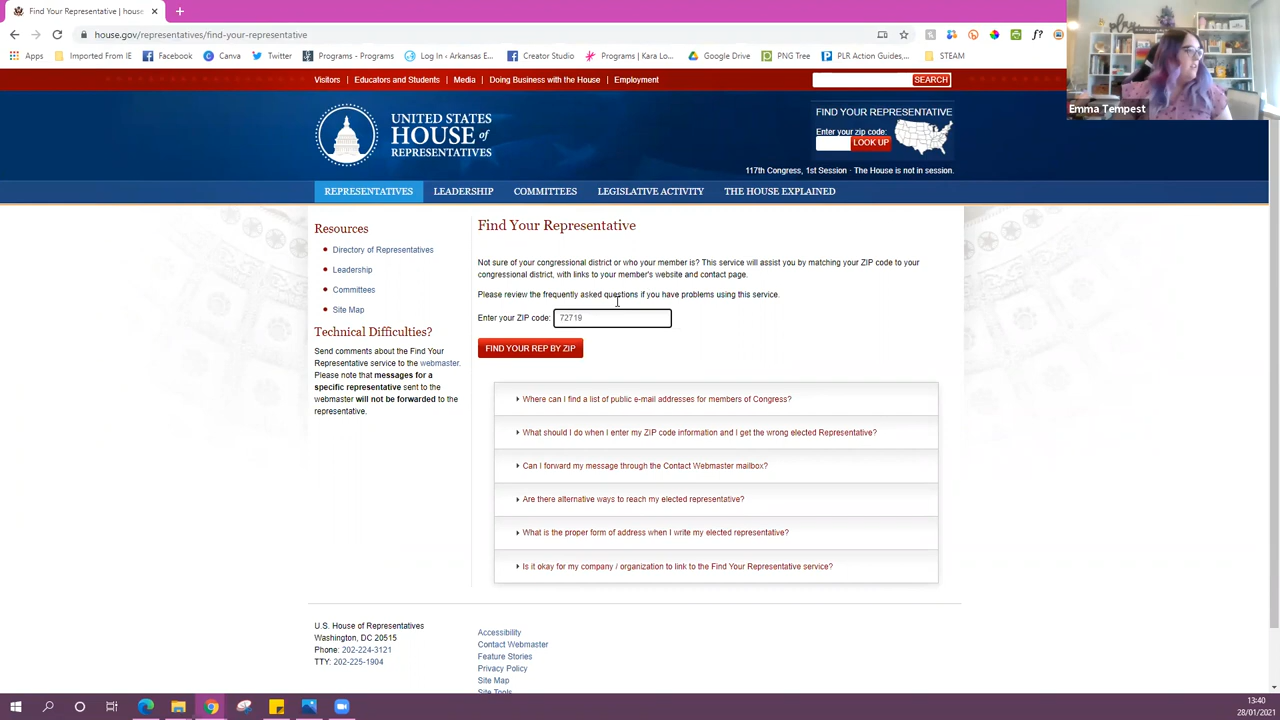 Find Your Representative | house
house.gov/representatives/find-your-representative
Apps
Imported From IE
Facebook
Canva
Twitter
Programs - Programs
Log In ‹ Arkansas E...
Creator Studio
Programs | Kara Lo...
Google Drive
PNG Tree
PLR Action Guides,...
STEAM
play
Emma Tempest
Visitors
Educators and Students
Media
Doing Business with the House
Employment
SEARCH
UNITED STATES
HOUSE of
REPRESENTATIVES
FIND YOUR REPRESENTATIVE
Enter your zip code:
LOOK UP
117th Congress, 1st Session · The House is not in session.
REPRESENTATIVES
LEADERSHIP
COMMITTEES
LEGISLATIVE ACTIVITY
THE HOUSE EXPLAINED
Resources
Directory of Representatives
Leadership
Committees
Site Map
Technical Difficulties?
Send comments about the Find Your
Representative service to the webmaster.
Please note that messages for a
specific representative sent to the
webmaster will not be forwarded to the
representative.
Find Your Representative
Not sure of your congressional district or who your member is? This service will assist you by matching your ZIP code to your
congressional district, with links to your member's website and contact page.
Please review the frequently asked questions if you have problems using this service.
Enter your ZIP code: 72719
FIND YOUR REP BY ZIP
Where can I find a list of public e-mail addresses for members of Congress?
What should I do when I enter my ZIP code information and I get the wrong elected Representative?
Can I forward my message through the Contact Webmaster mailbox?
Are there alternative ways to reach my elected representative?
What is the proper form of address when I write my elected representative?
Is it okay for my company / organization to link to the Find Your Representative service?
U.S. House of Representatives
Washington, DC 20515
Phone: 202-224-3121
TTY: 202-225-1904
Accessibility
Contact Webmaster
Feature Stories
Privacy Policy
Site Map
Site Tools
13:40
28/01/2021